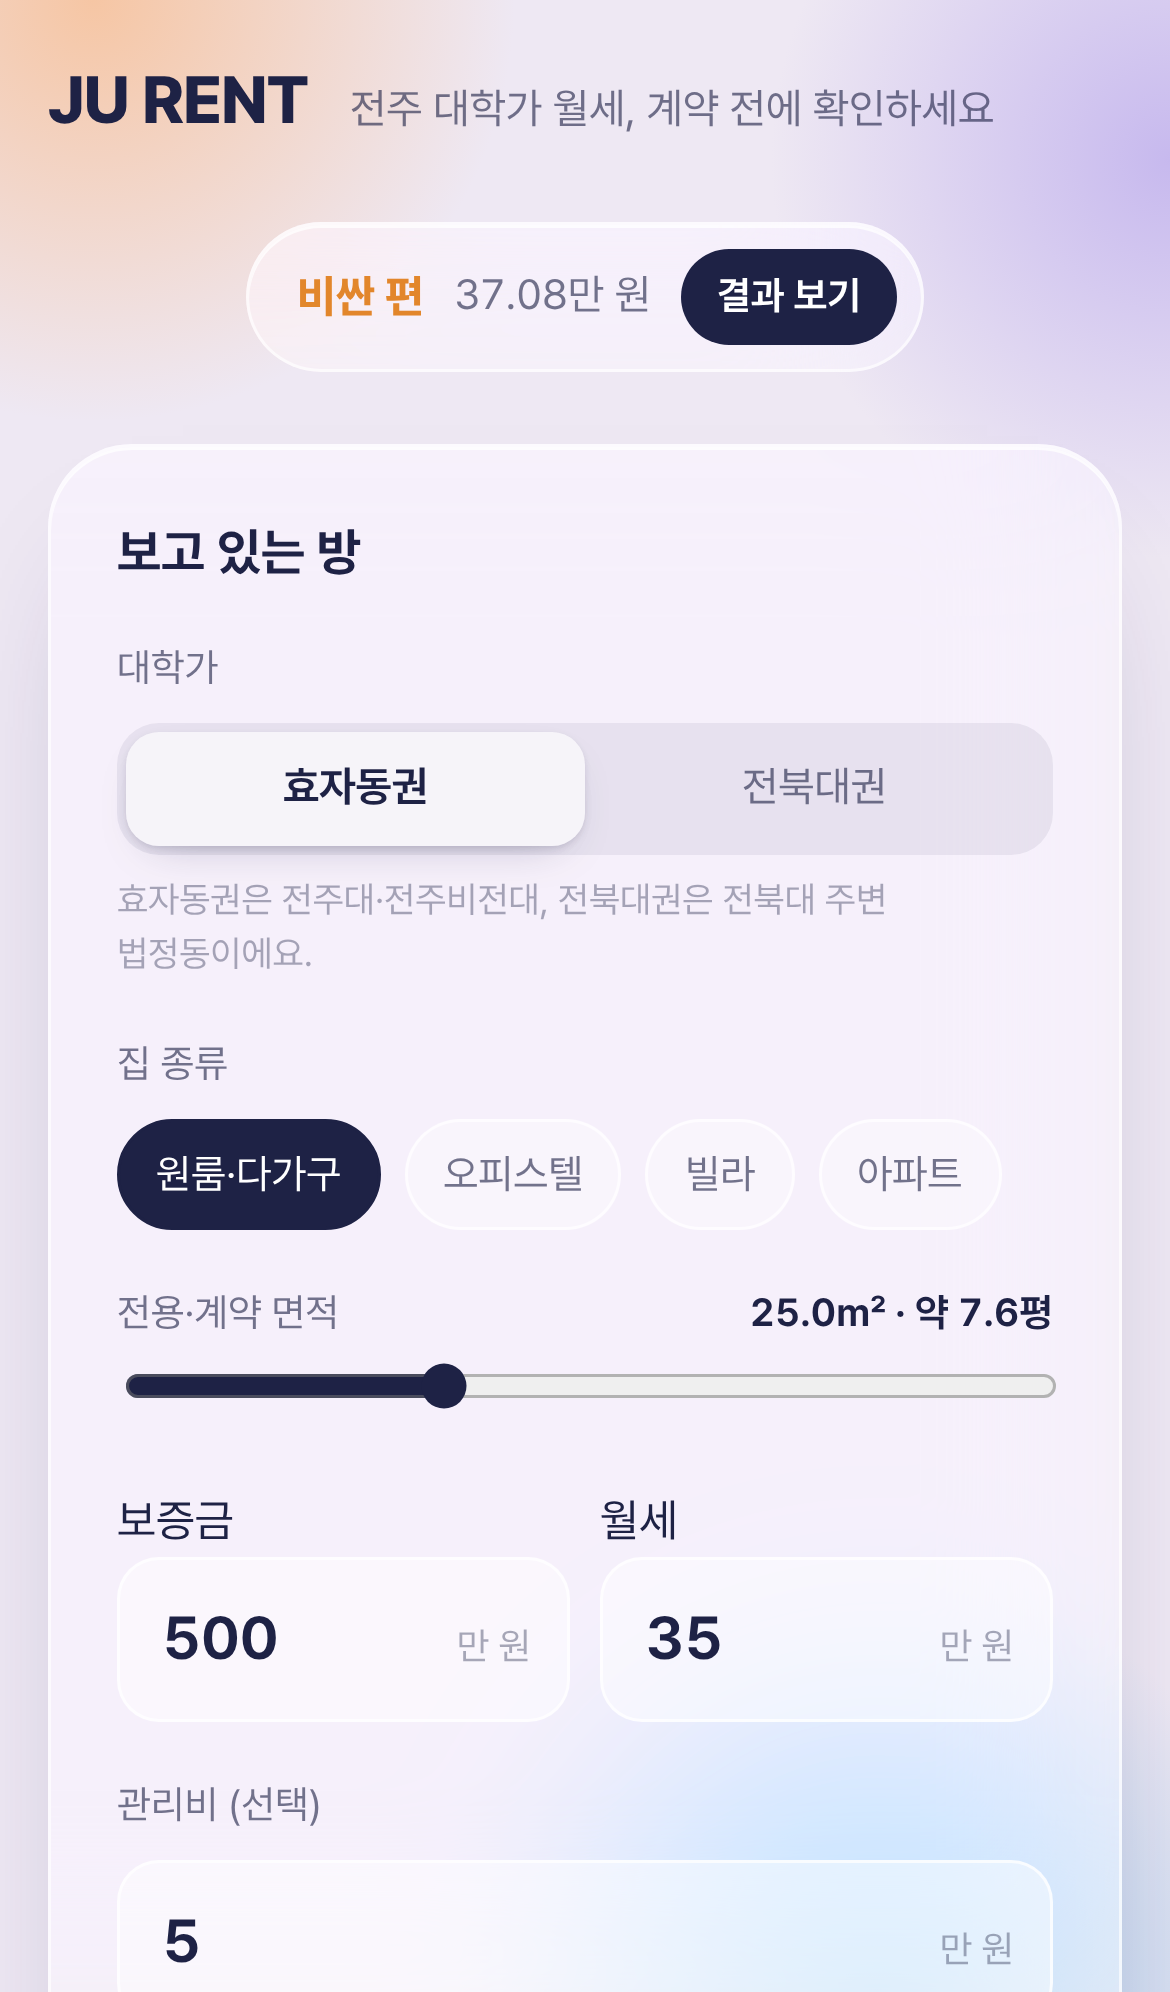 JU RENT 전주 대학가 월세, 계약 전에 확인하세요
비싼 편 37.08만 원 결과 보기
보고 있는 방
대학가
효자동권 전북대권
효자동권은 전주대·전주비전대, 전북대권은 전북대 주변
법정동이에요.
집 종류
원룸·다가구 오피스텔 빌라 아파트
전용·계약 면적 25.0m² · 약 7.6평
보증금 월세
500 만 원 35 만 원
관리비 (선택)
5 만 원